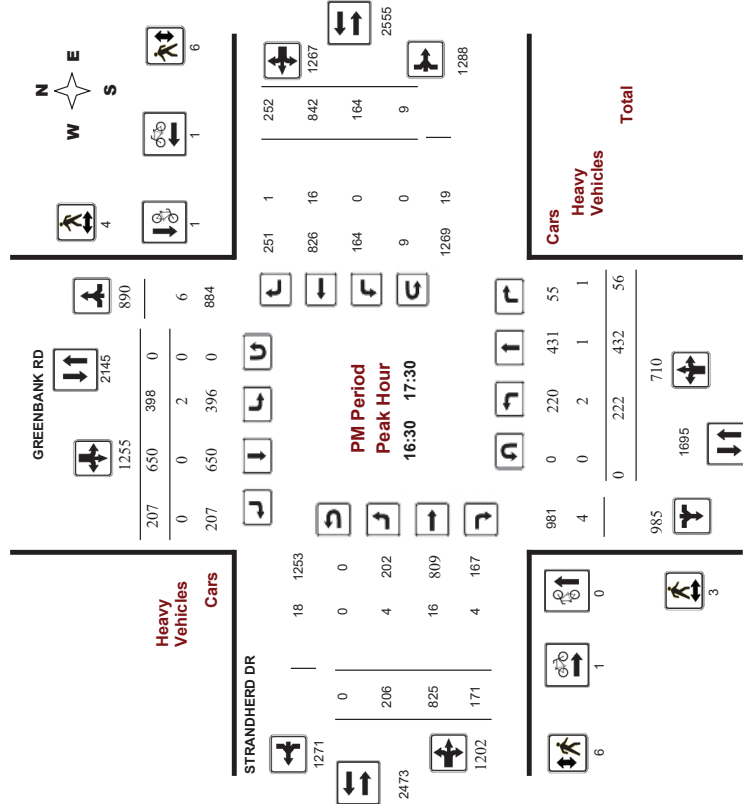 N
W E
S
4
6
1
1
GREENBANK RD
1255
2145
890
207 650 398 0
0 0 2 0 6
207 650 396 0 884
Heavy
Vehicles
Cars
1267
2555
1288
252
842
164
9
1 16 0 0 19
251 826 164 9 1269
PM Period
Peak Hour
16:30 17:30
STRANDHERD DR
18 1253
0 0
4 202
16 809
4 167
0
206
825
171
1271
2473
1202
Cars
Heavy
Vehicles
Total
981 0 220 431 55
4 0 2 1 1
0 222 432 56
985
1695
710
6
1
0
3